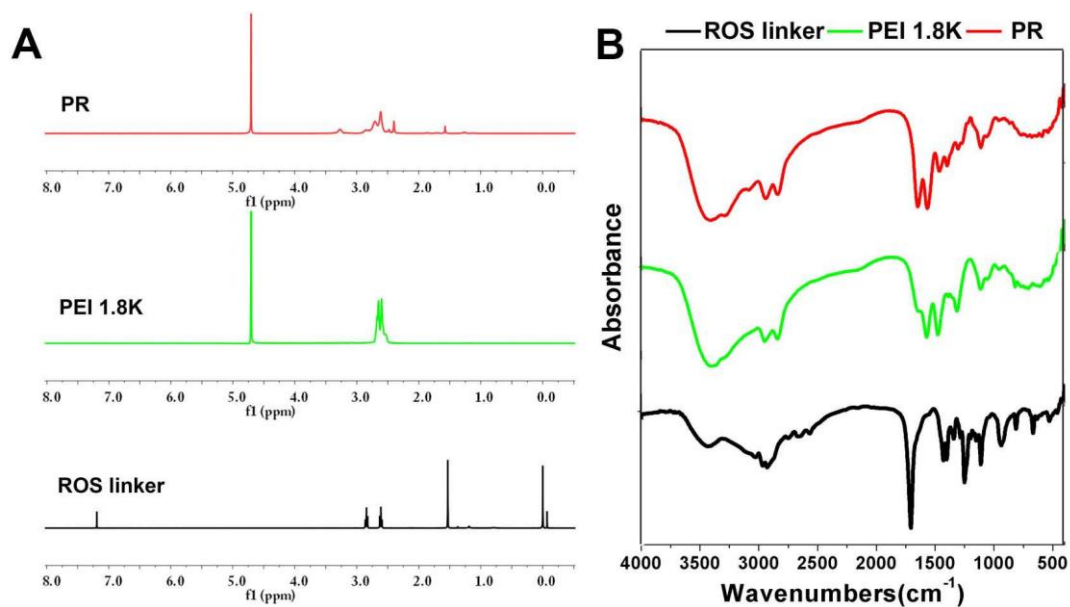 A
PR
8.0 7.0 6.0 5.0 4.0 3.0 2.0 1.0 0.0
f1 (ppm)
PEI 1.8K
8.0 7.0 6.0 5.0 4.0 3.0 2.0 1.0 0.0
f1 (ppm)
ROS linker
8.0 7.0 6.0 5.0 4.0 3.0 2.0 1.0 0.0
f1 (ppm)
B
ROS linker PEI 1.8K PR
Absorbance
4000 3500 3000 2500 2000 1500 1000 500
Wavenumbers(cm⁻¹)